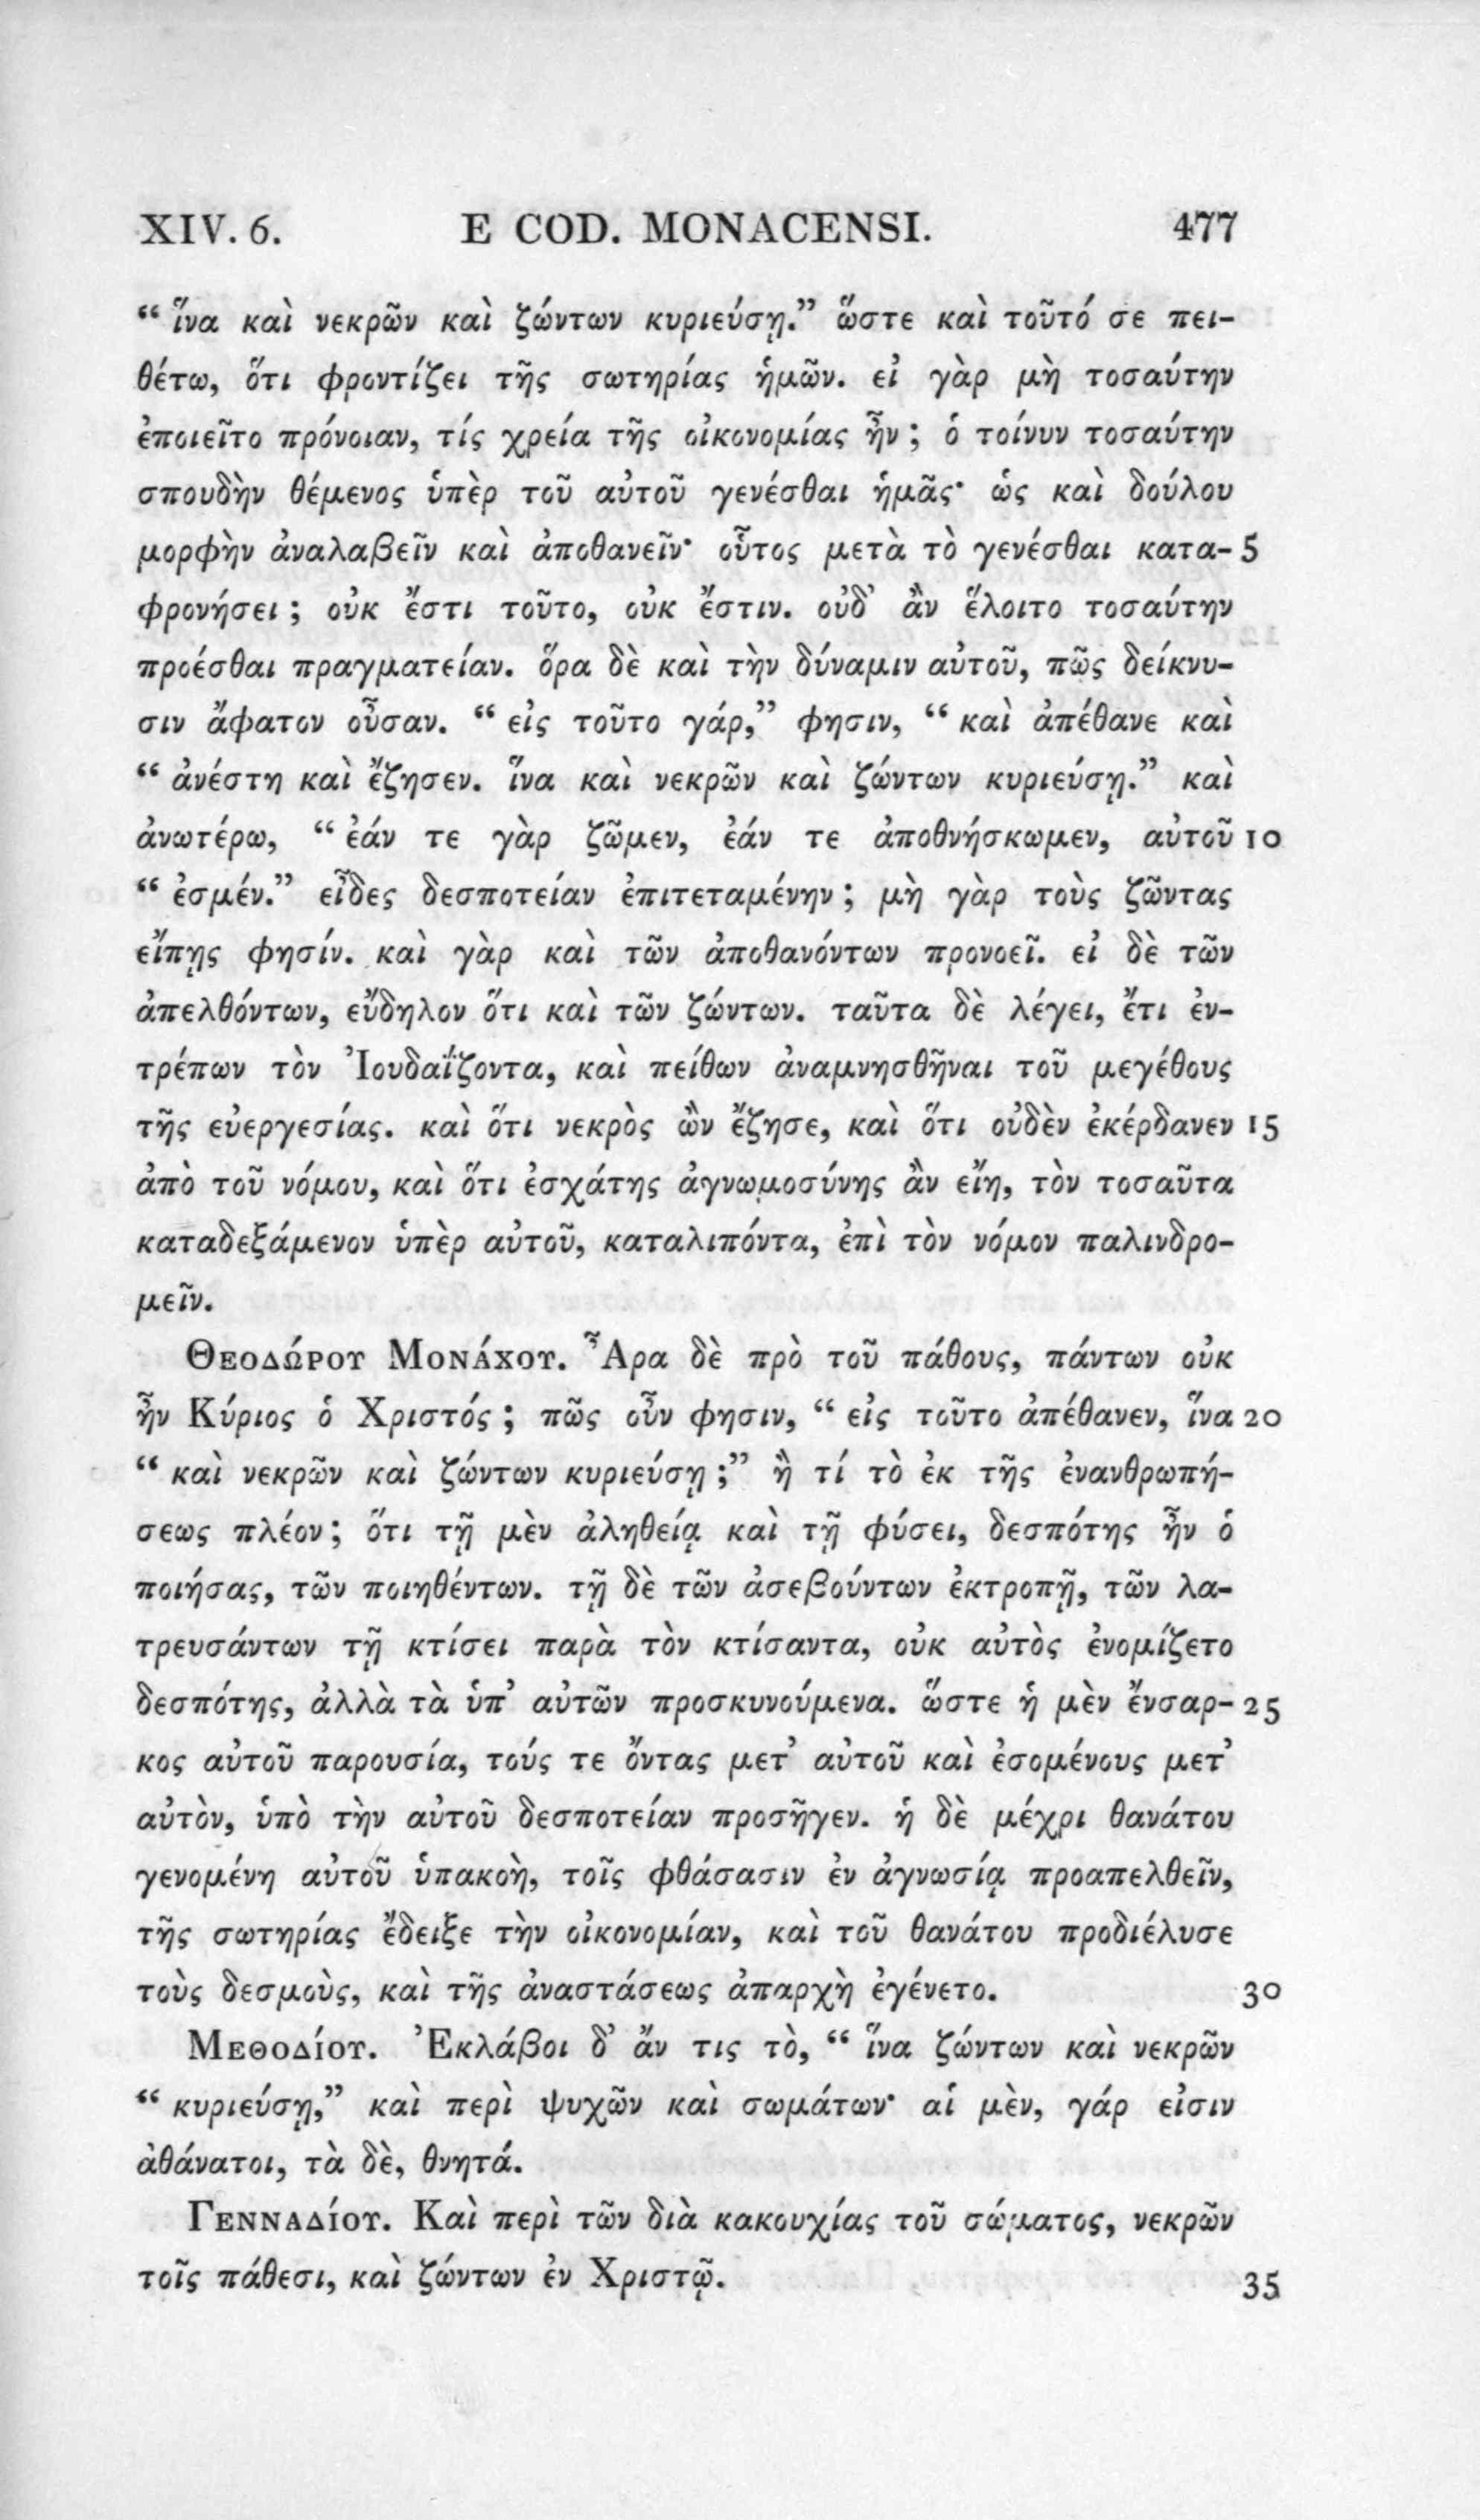 XIV. 6. E COD. MONACENSI. 477
“ ἵνα καὶ νεκρῶν καὶ ζώντων κυριεύσῃ.” ὥστε καὶ τοῦτό σε πει-
θέτω, ὅτι φροντίζει τῆς σωτηρίας ἡμῶν. εἰ γὰρ μὴ τοσαύτην
ἐποιεῖτο πρόνοιαν, τίς χρεία τῆς οἰκονομίας ἦν ; ὁ τοίνυν τοσαύτην
σπουδὴν θέμενος ὑπὲρ τοῦ αὐτοῦ γενέσθαι ἡμᾶς· ὡς καὶ δούλου
μορφὴν ἀναλαβεῖν καὶ ἀποθανεῖν· οὗτος μετὰ τὸ γενέσθαι κατα- 5
φρονήσει ; οὐκ ἔστι τοῦτο, οὐκ ἔστιν. οὐδ’ ἂν ἕλοιτο τοσαύτην
προέσθαι πραγματείαν. ὅρα δὲ καὶ τὴν δύναμιν αὐτοῦ, πῶς δείκνυ-
σιν ἄφατον οὖσαν. “ εἰς τοῦτο γάρ,” φησιν, “ καὶ ἀπέθανε καὶ
“ ἀνέστη καὶ ἔζησεν. ἵνα καὶ νεκρῶν καὶ ζώντων κυριεύσῃ.” καὶ
ἀνωτέρω, “ ἐάν τε γὰρ ζῶμεν, ἐάν τε ἀποθνήσκωμεν, αὐτοῦ 10
“ ἐσμέν.” εἶδες δεσποτείαν ἐπιτεταμένην ; μὴ γὰρ τοὺς ζῶντας
εἴπῃς φησίν. καὶ γὰρ καὶ τῶν ἀποθανόντων προνοεῖ. εἰ δὲ τῶν
ἀπελθόντων, εὔδηλον ὅτι καὶ τῶν ζώντων. ταῦτα δὲ λέγει, ἔτι ἐν-
τρέπων τὸν Ἰουδαΐζοντα, καὶ πείθων ἀναμνησθῆναι τοῦ μεγέθους
τῆς εὐεργεσίας. καὶ ὅτι νεκρὸς ὢν ἔζησε, καὶ ὅτι οὐδὲν ἐκέρδανεν 15
ἀπὸ τοῦ νόμου, καὶ ὅτι ἐσχάτης ἀγνωμοσύνης ἂν εἴη, τὸν τοσαῦτα
καταδεξάμενον ὑπὲρ αὐτοῦ, καταλιπόντα, ἐπὶ τὸν νόμον παλινδρο-
μεῖν.
ΘΕΟΔΏΡΟΥ ΜΟΝΆΧΟΥ. Ἆρα δὲ πρὸ τοῦ πάθους, πάντων οὐκ
ἦν Κύριος ὁ Χριστός ; πῶς οὖν φησιν, “ εἰς τοῦτο ἀπέθανεν, ἵνα 20
“ καὶ νεκρῶν καὶ ζώντων κυριεύσῃ ;” ἢ τί τὸ ἐκ τῆς ἐνανθρωπή-
σεως πλέον ; ὅτι τῇ μὲν ἀληθείᾳ καὶ τῇ φύσει, δεσπότης ἦν ὁ
ποιήσας, τῶν ποιηθέντων. τῇ δὲ τῶν ἀσεβούντων ἐκτροπῇ, τῶν λα-
τρευσάντων τῇ κτίσει παρὰ τὸν κτίσαντα, οὐκ αὐτὸς ἐνομίζετο
δεσπότης, ἀλλὰ τὰ ὑπ’ αὐτῶν προσκυνούμενα. ὥστε ἡ μὲν ἔνσαρ- 25
κος αὐτοῦ παρουσία, τούς τε ὄντας μετ’ αὐτοῦ καὶ ἐσομένους μετ’
αὐτὸν, ὑπὸ τὴν αὐτοῦ δεσποτείαν προσῆγεν. ἡ δὲ μέχρι θανάτου
γενομένη αὐτοῦ ὑπακοὴ, τοῖς φθάσασιν ἐν ἀγνωσίᾳ προαπελθεῖν,
τῆς σωτηρίας ἔδειξε τὴν οἰκονομίαν, καὶ τοῦ θανάτου προδιέλυσε
τοὺς δεσμοὺς, καὶ τῆς ἀναστάσεως ἀπαρχὴ ἐγένετο. 30
ΜΕΘΟΔΊΟΥ. Ἐκλάβοι δ’ ἄν τις τὸ, “ ἵνα ζώντων καὶ νεκρῶν
“ κυριεύσῃ,” καὶ περὶ ψυχῶν καὶ σωμάτων· αἱ μὲν, γάρ εἰσιν
ἀθάνατοι, τὰ δὲ, θνητά.
ΓΕΝΝΑΔΊΟΥ. Καὶ περὶ τῶν διὰ κακουχίας τοῦ σώματος, νεκρῶν
τοῖς πάθεσι, καὶ ζώντων ἐν Χριστῷ. 35